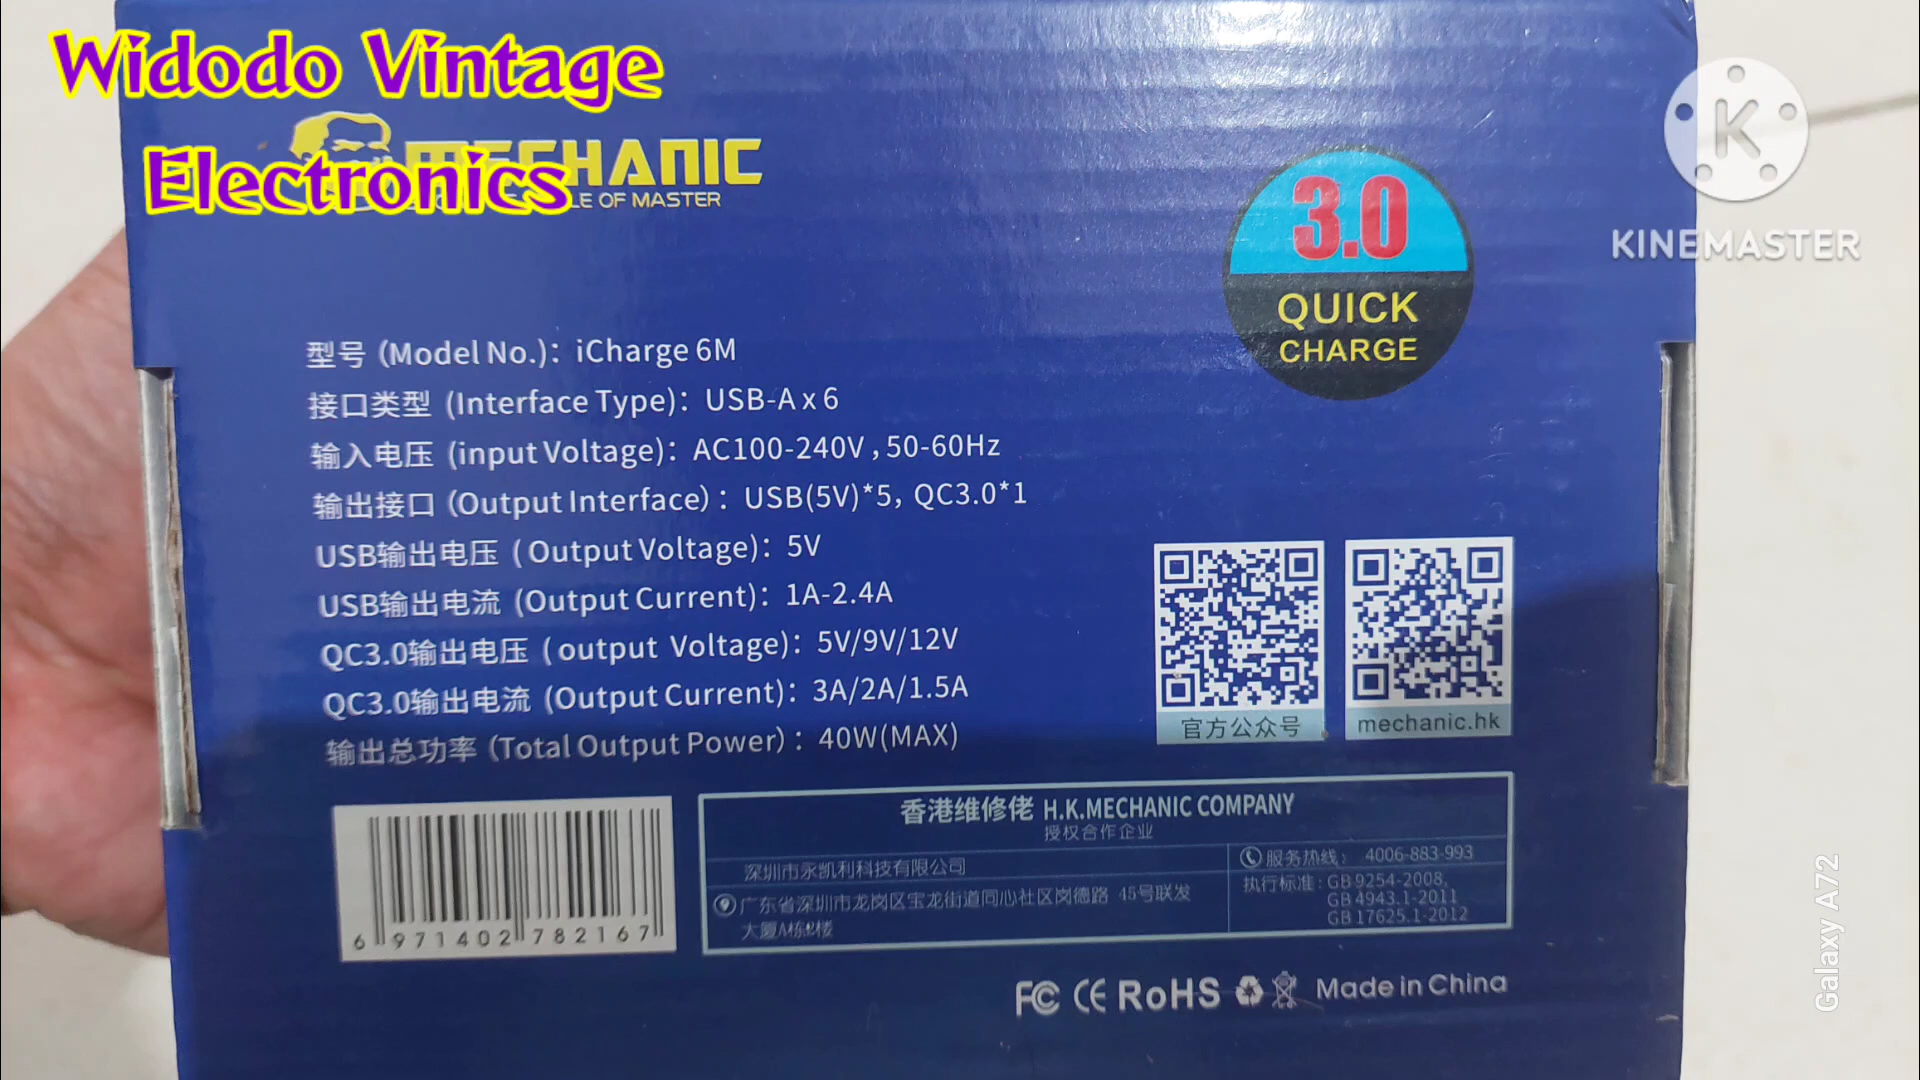 Widodo Vintage
Electronics
MECHANIC
LE OF MASTER
3.0
QUICK
CHARGE
K
KINEMASTER
型号 (Model No.)：iCharge 6M
接口类型 (Interface Type)：USB-A x 6
输入电压 (input Voltage)：AC100-240V , 50-60Hz
输出接口 (Output Interface)：USB(5V)*5, QC3.0*1
USB输出电压 ( Output Voltage)：5V
USB输出电流 (Output Current)：1A-2.4A
QC3.0输出电压 ( output Voltage)：5V/9V/12V
QC3.0输出电流 (Output Current)：3A/2A/1.5A
输出总功率 (Total Output Power)：40W(MAX)
官方公众号
mechanic.hk
6 971402 782167
香港维修佬 H.K.MECHANIC COMPANY
授权合作企业
深圳市永凯利科技有限公司
广东省深圳市龙岗区宝龙街道同心社区岗德路 45号联发
服务热线： 4006-883-993
执行标准：GB 9254-2008,
GB 4943.1-2011
GB 17625.1-2012
FC CE RoHS Made in China
Galaxy A72